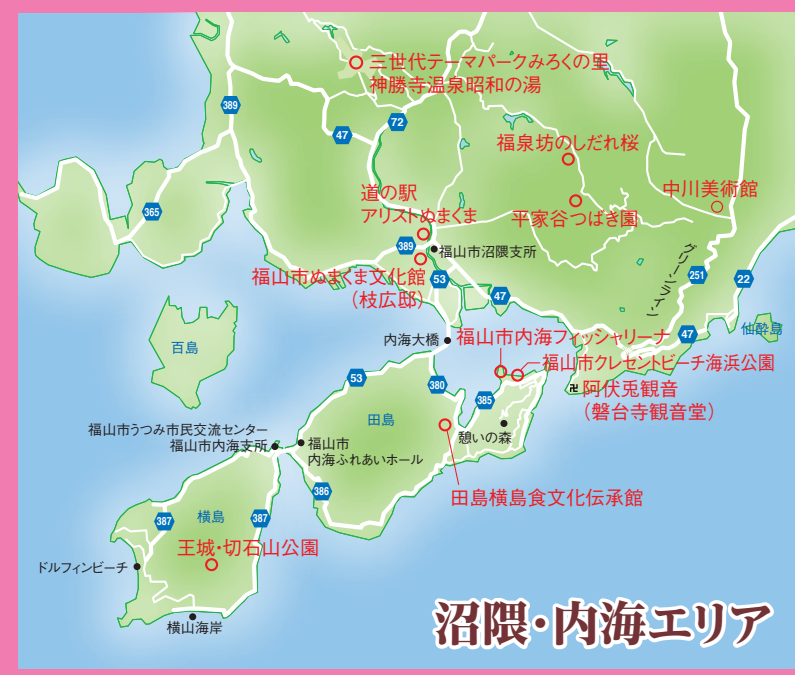 三世代テーマパークみろくの里
神勝寺温泉昭和の湯
389
72
47
福泉坊のしだれ桜
中川美術館
365
道の駅
アリストぬまくま
平家谷つばき園
389
福山市沼隈支所
福山市ぬまくま文化館
(枝広邸)
53
47
グリーンライン
251
22
47
仙酔島
内海大橋
福山市内海フィッシャリーナ
福山市クレセントビーチ海浜公園
百島
53
380
385
卍阿伏兎観音
(磐台寺観音堂)
田島
憩いの森
福山市うつみ市民交流センター
福山市内海支所
福山市
内海ふれあいホール
386
田島横島食文化伝承館
387
横島
387
王城・切石山公園
ドルフィンビーチ
横山海岸
沼隈・内海エリア